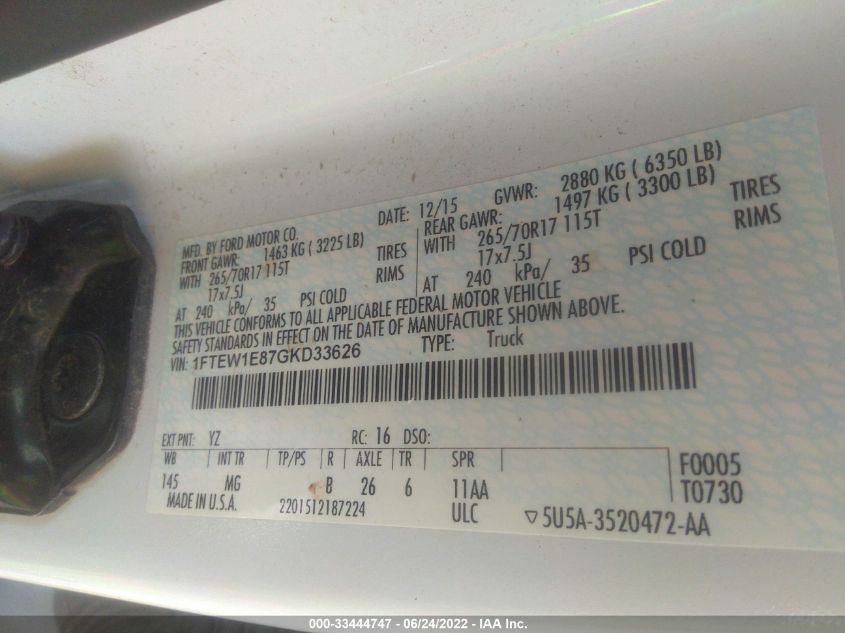 MFD. BY FORD MOTOR CO.
DATE: 12/15 GVWR: 2880 KG ( 6350 LB)
FRONT GAWR: 1463 KG ( 3225 LB) REAR GAWR: 1497 KG ( 3300 LB)
WITH 265/70R17 115T TIRES WITH 265/70R17 115T TIRES
17x7.5J RIMS 17x7.5J RIMS
AT 240 kPa/ 35 PSI COLD AT 240 kPa/ 35 PSI COLD
THIS VEHICLE CONFORMS TO ALL APPLICABLE FEDERAL MOTOR VEHICLE
SAFETY STANDARDS IN EFFECT ON THE DATE OF MANUFACTURE SHOWN ABOVE.
VIN: 1FTEW1E87GKD33626 TYPE: Truck
EXT PNT: YZ RC: 16 DSO:
WB INT TR TP/PS R AXLE TR SPR
145 MG B 26 6 11AA
F0005
T0730
MADE IN U.S.A. 2201512187224 ULC
5U5A-3520472-AA
000-33444747 - 06/24/2022 - IAA Inc.